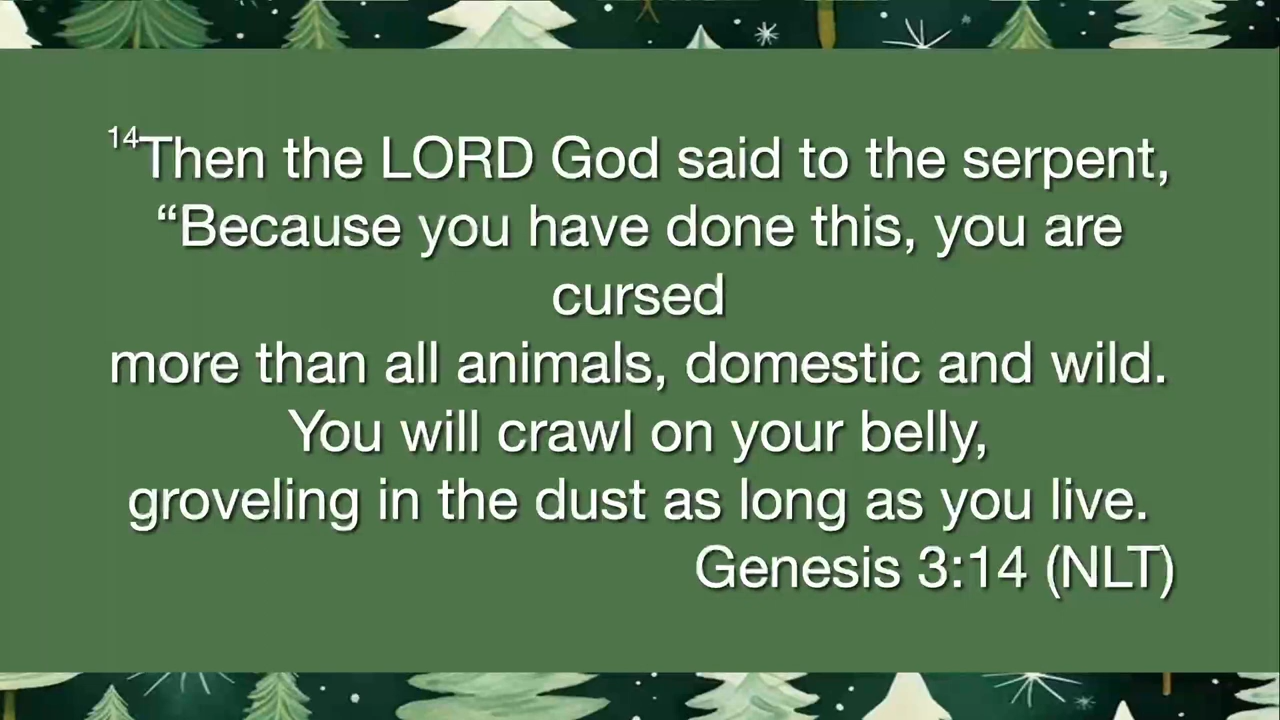 14Then the LORD God said to the serpent,
“Because you have done this, you are
cursed
more than all animals, domestic and wild.
You will crawl on your belly,
groveling in the dust as long as you live.
Genesis 3:14 (NLT)